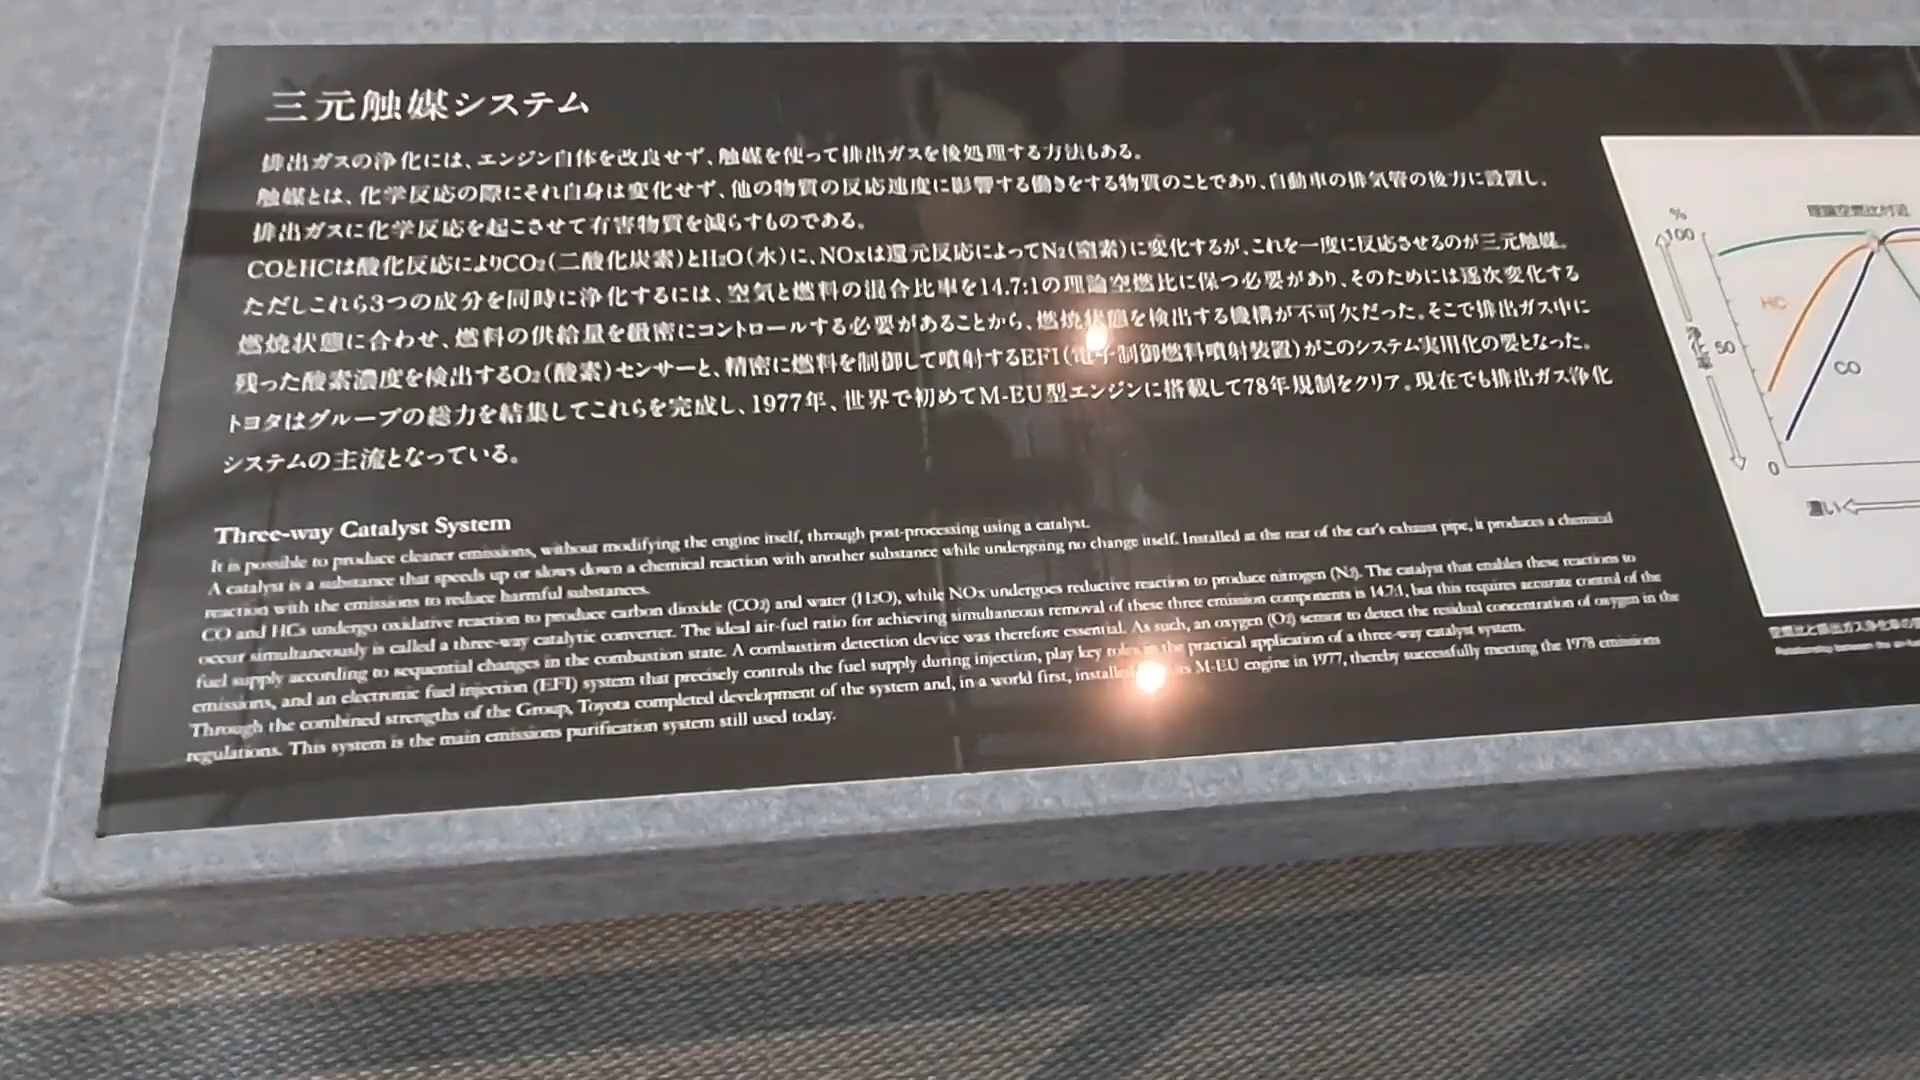 三元触媒システム
排出ガスの浄化には、エンジン自体を改良せず、触媒を使って排出ガスを後処理する方法もある。
触媒とは、化学反応の際にそれ自身は変化せず、他の物質の反応速度に影響する働きをする物質のことであり、自動車の排気管の後方に設置し、
排出ガスに化学反応を起こさせて有害物質を減らすものである。
COとHCは酸化反応によりCO₂(二酸化炭素)とH₂O(水)に、NOxは還元反応によってN₂(窒素)に変化するが、これを一度に反応させるのが三元触媒。
ただしこれら3つの成分を同時に浄化するには、空気と燃料の混合比率を14.7:1の理論空燃比に保つ必要があり、そのためには逐次変化する
燃焼状態に合わせ、燃料の供給量を緻密にコントロールする必要があることから、燃焼状態を検出する機構が不可欠だった。そこで排出ガス中に
残った酸素濃度を検出するO₂(酸素)センサーと、精密に燃料を制御して噴射するEFI(電子制御燃料噴射装置)がこのシステム実用化の要となった。
トヨタはグループの総力を結集してこれらを完成し、1977年、世界で初めてM-EU型エンジンに搭載して78年規制をクリア。現在でも排出ガス浄化
システムの主流となっている。
Three-way Catalyst System
It is possible to produce cleaner emissions, without modifying the engine itself, through post-processing using a catalyst.
A catalyst is a substance that speeds up or slows down a chemical reaction with another substance while undergoing no change itself. Installed at the rear of the car's exhaust pipe, it produces a chemical
reaction with the emissions to reduce harmful substances.
CO and HCs undergo oxidative reaction to produce carbon dioxide (CO₂) and water (H₂O), while NOx undergoes reductive reaction to produce nitrogen (N₂). The catalyst that enables these reactions to
occur simultaneously is called a three-way catalytic converter. The ideal air-fuel ratio for achieving simultaneous removal of these three emission components is 14.7:1, but this requires accurate control of the
fuel supply according to sequential changes in the combustion state. A combustion detection device was therefore essential. As such, an oxygen (O₂) sensor to detect the residual concentration of oxygen in the
emissions, and an electronic fuel injection (EFI) system that precisely controls the fuel supply during injection, play key roles in the practical application of a three-way catalyst system.
Through the combined strengths of the Group, Toyota completed development of the system and, in a world first, installed its M-EU engine in 1977, thereby successfully meeting the 1978 emissions
regulations. This system is the main emissions purification system still used today.
%
理論空燃比付近
100
HC
浄化率
50
CO
0
濃い